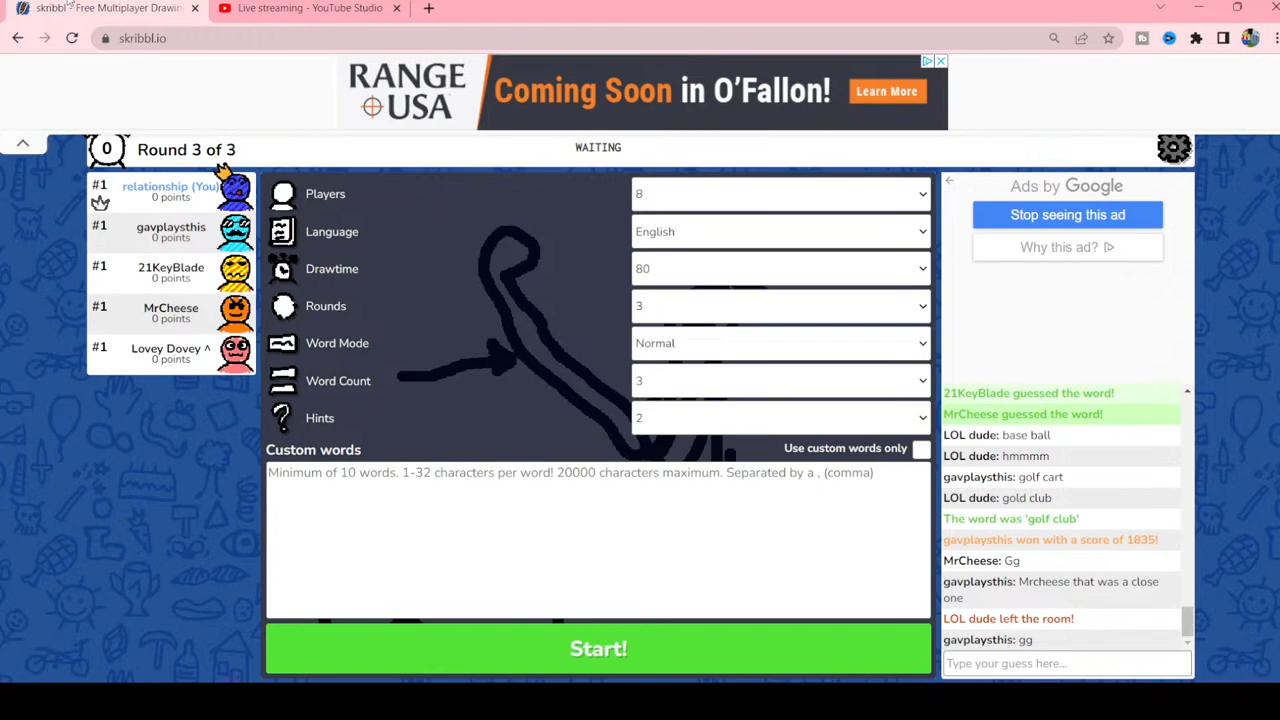 skribbl - Free Multiplayer Drawin
Live streaming - YouTube Studio
skribbl.io
RANGE
USA
Coming Soon in O'Fallon!
Learn More
0
Round 3 of 3
WAITING
#1
relationship (You)
0 points
#1
gavplaysthis
0 points
#1
21KeyBlade
0 points
#1
MrCheese
0 points
#1
Lovey Dovey ^
0 points
Players
8
Language
English
Drawtime
80
Rounds
3
Word Mode
Normal
Word Count
3
Hints
2
Custom words
Use custom words only
Minimum of 10 words. 1-32 characters per word! 20000 characters maximum. Separated by a , (comma)
Start!
Ads by Google
Stop seeing this ad
Why this ad?
21KeyBlade guessed the word!
MrCheese guessed the word!
LOL dude: base ball
LOL dude: hmmmm
gavplaysthis: golf cart
LOL dude: gold club
The word was 'golf club'
gavplaysthis won with a score of 1835!
MrCheese: Gg
gavplaysthis: Mrcheese that was a close
one
LOL dude left the room!
gavplaysthis: gg
Type your guess here...